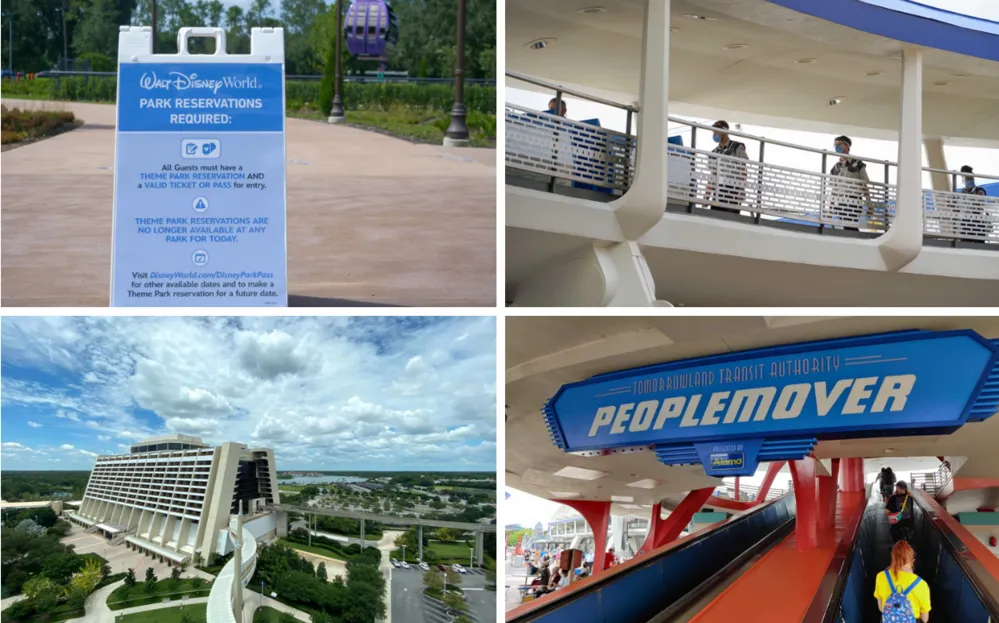 WALT DISNEY World.
PARK RESERVATIONS
REQUIRED:
All Guests must have a
THEME PARK RESERVATION AND
a VALID TICKET OR PASS for entry.
THEME PARK RESERVATIONS ARE
NO LONGER AVAILABLE AT ANY
PARK FOR TODAY.
Visit DisneyWorld.com/DisneyParkPass
for other available dates and to make a
Theme Park reservation for a future date.
TOMORROWLAND TRANSIT AUTHORITY
PEOPLEMOVER
PRESENTED BY
Alamo